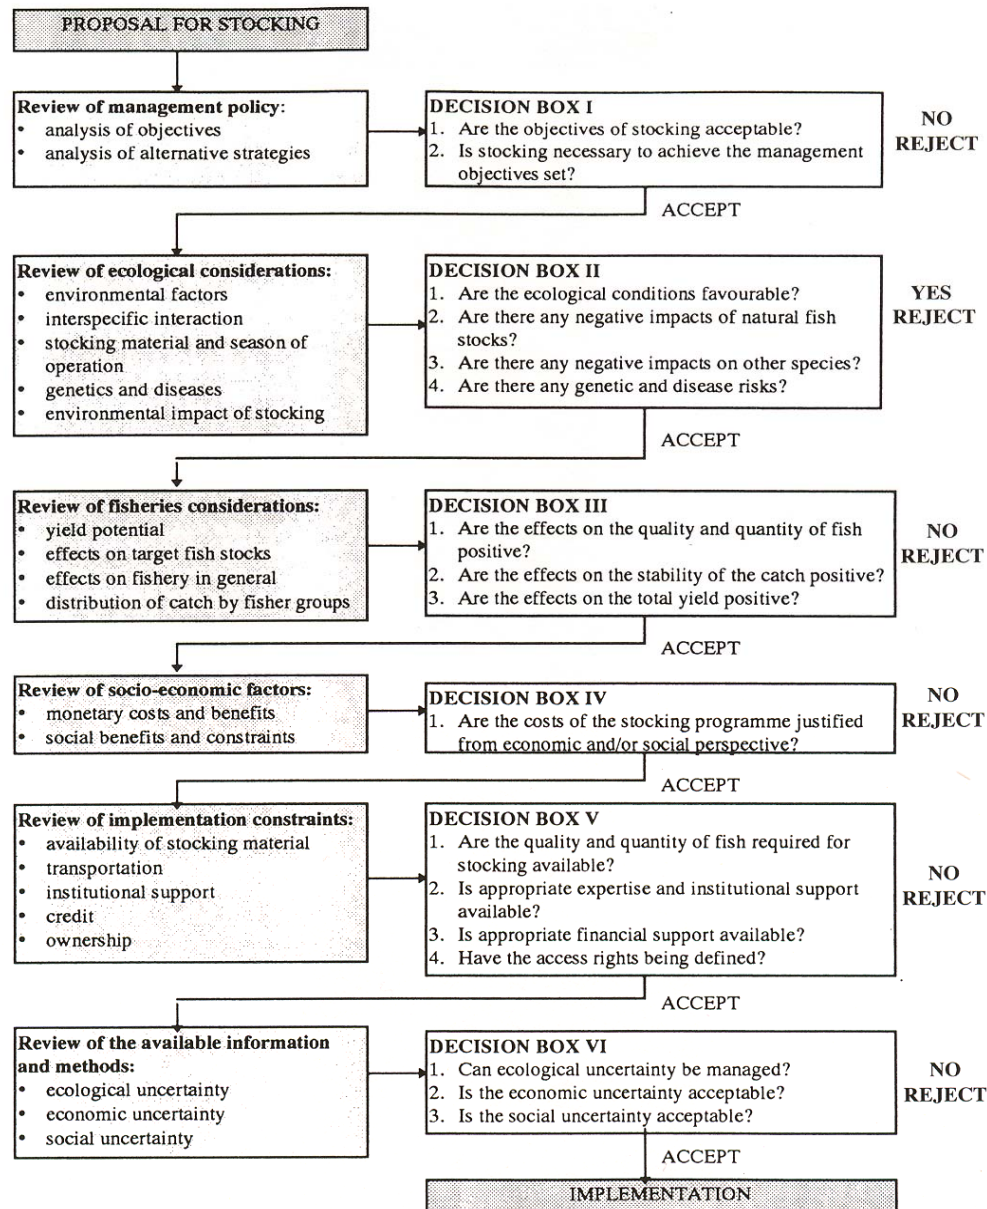 PROPOSAL FOR STOCKING
Review of management policy:
• analysis of objectives
• analysis of alternative strategies
DECISION BOX I
1. Are the objectives of stocking acceptable?
2. Is stocking necessary to achieve the management
objectives set?
NO
REJECT
ACCEPT
Review of ecological considerations:
• environmental factors
• interspecific interaction
• stocking material and season of
operation
• genetics and diseases
• environmental impact of stocking
DECISION BOX II
1. Are the ecological conditions favourable?
2. Are there any negative impacts of natural fish
stocks?
3. Are there any negative impacts on other species?
4. Are there any genetic and disease risks?
YES
REJECT
ACCEPT
Review of fisheries considerations:
• yield potential
• effects on target fish stocks
• effects on fishery in general
• distribution of catch by fisher groups
DECISION BOX III
1. Are the effects on the quality and quantity of fish
positive?
2. Are the effects on the stability of the catch positive?
3. Are the effects on the total yield positive?
NO
REJECT
ACCEPT
Review of socio-economic factors:
• monetary costs and benefits
• social benefits and constraints
DECISION BOX IV
1. Are the costs of the stocking programme justified
from economic and/or social perspective?
NO
REJECT
ACCEPT
Review of implementation constraints:
• availability of stocking material
• transportation
• institutional support
• credit
• ownership
DECISION BOX V
1. Are the quality and quantity of fish required for
stocking available?
2. Is appropriate expertise and institutional support
available?
3. Is appropriate financial support available?
4. Have the access rights being defined?
NO
REJECT
ACCEPT
Review of the available information
and methods:
• ecological uncertainty
• economic uncertainty
• social uncertainty
DECISION BOX VI
1. Can ecological uncertainty be managed?
2. Is the economic uncertainty acceptable?
3. Is the social uncertainty acceptable?
NO
REJECT
ACCEPT
IMPLEMENTATION